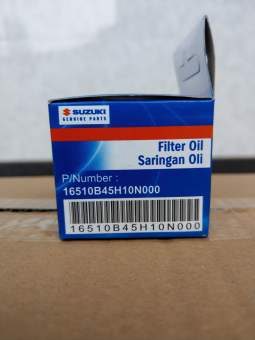 SUZUKI
GENUINE PARTS
Filter Oil
Saringan Oli
P/Number :
16510B45H10N000
16510B45H10N000